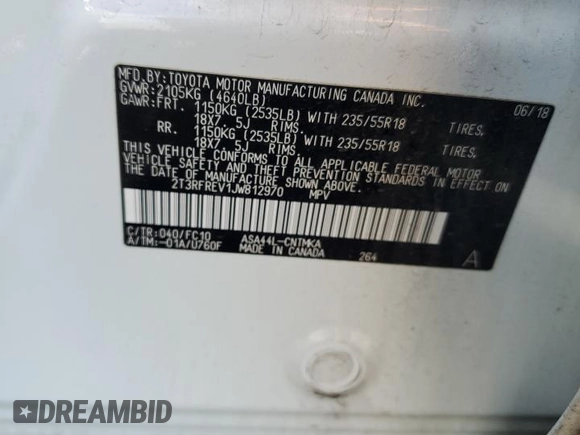 MFD.BY:TOYOTA MOTOR MANUFACTURING CANADA INC.
GVWR:2105KG (4640LB) 06/18
GAWR:FRT. 1150KG (2535LB) WITH 235/55R18 TIRES.
18X7. 5J RIMS.
RR. 1150KG (2535LB) WITH 235/55R18 TIRES.
18X7. 5J RIMS.
THIS VEHICLE CONFORMS TO ALL APPLICABLE FEDERAL MOTOR
VEHICLE SAFETY AND THEFT PREVENTION STANDARDS IN EFFECT ON
THE DATE OF MANUFACTURE SHOWN ABOVE.
2T3RFREV1JW812970 MPV
C/TR:040/FC10 ASA44L-CNTMKA
A/TM:-01A/U760F MADE IN CANADA 264 A
DREAMBID